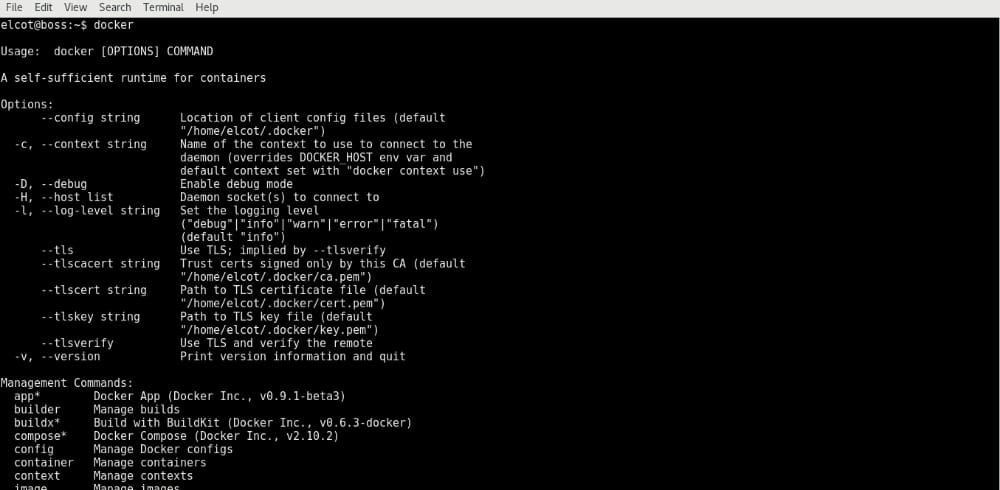 File Edit View Search Terminal Help
elcot@boss:~$ docker
Usage:  docker [OPTIONS] COMMAND
A self-sufficient runtime for containers
Options:
      --config string      Location of client config files (default
                           "/home/elcot/.docker")
  -c, --context string     Name of the context to use to connect to the
                           daemon (overrides DOCKER_HOST env var and
                           default context set with "docker context use")
  -D, --debug              Enable debug mode
  -H, --host list          Daemon socket(s) to connect to
  -l, --log-level string   Set the logging level
                           ("debug"|"info"|"warn"|"error"|"fatal")
                           (default "info")
      --tls                Use TLS; implied by --tlsverify
      --tlscacert string   Trust certs signed only by this CA (default
                           "/home/elcot/.docker/ca.pem")
      --tlscert string     Path to TLS certificate file (default
                           "/home/elcot/.docker/cert.pem")
      --tlskey string      Path to TLS key file (default
                           "/home/elcot/.docker/key.pem")
      --tlsverify          Use TLS and verify the remote
  -v, --version            Print version information and quit
Management Commands:
  app*        Docker App (Docker Inc., v0.9.1-beta3)
  builder     Manage builds
  buildx*     Build with BuildKit (Docker Inc., v0.6.3-docker)
  compose*    Docker Compose (Docker Inc., v2.10.2)
  config      Manage Docker configs
  container   Manage containers
  context     Manage contexts
  image       Manage images